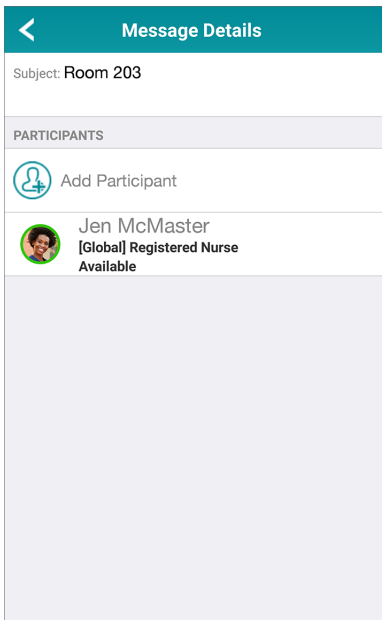 Message Details
Subject: Room 203
PARTICIPANTS
Add Participant
Jen McMaster
[Global] Registered Nurse
Available